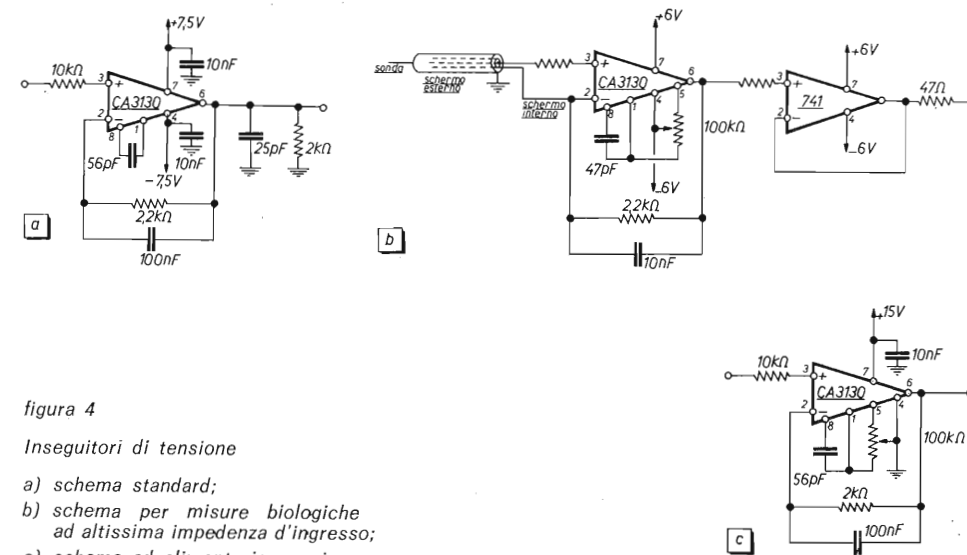 +7,5V
10nF
10kΩ
3
+
7
6
CA3130
2
−
8
1
4
56pF
10nF
25pF
2kΩ
−7,5V
2,2kΩ
100nF
a
+6V
sonda
schermo
esterno
schermo
interno
3
+
7
6
CA3130
2
−
8
1
4
5
47pF
100kΩ
−6V
2,2kΩ
10nF
b
+6V
3
+
7
741
2
−
4
47Ω
−6V
+15V
10nF
10kΩ
3
+
7
6
CA3130
2
−
8
1
5
4
100kΩ
56pF
2kΩ
100nF
c
figura 4
Inseguitori di tensione
a) schema standard;
b) schema per misure biologiche
ad altissima impedenza d'ingresso;